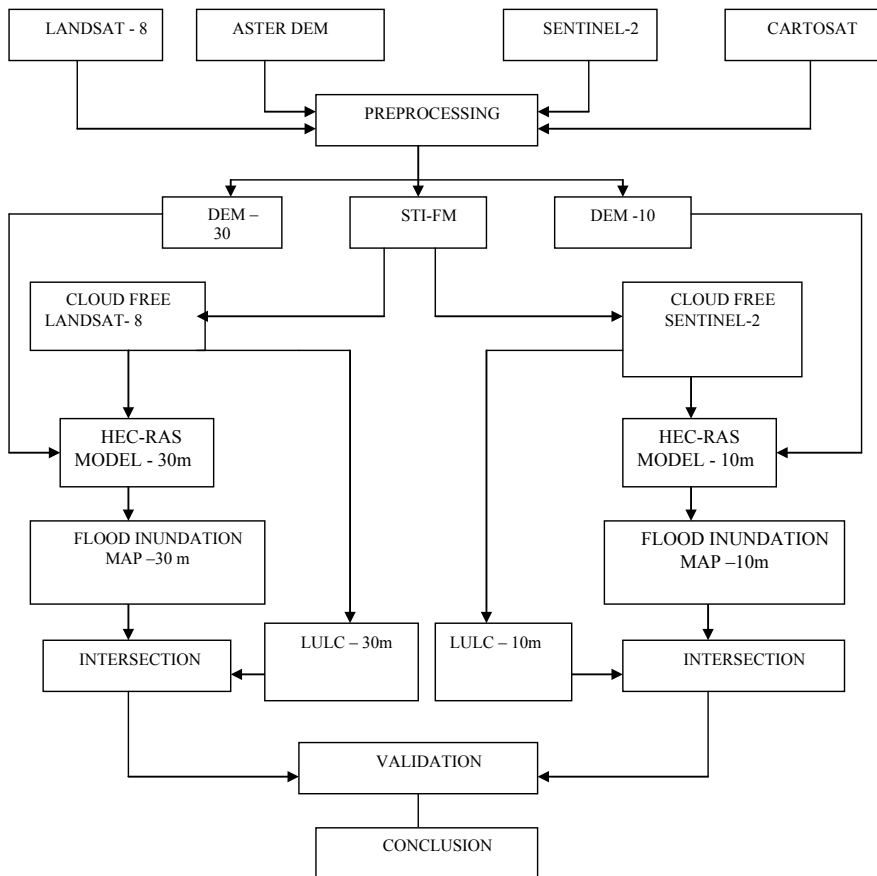 LANDSAT - 8
ASTER DEM
SENTINEL-2
CARTOSAT
PREPROCESSING
DEM –
30
STI-FM
DEM -10
CLOUD FREE
LANDSAT- 8
CLOUD FREE
SENTINEL-2
HEC-RAS
MODEL - 30m
HEC-RAS
MODEL - 10m
FLOOD INUNDATION
MAP –30 m
FLOOD INUNDATION
MAP –10m
INTERSECTION
LULC – 30m
LULC – 10m
INTERSECTION
VALIDATION
CONCLUSION